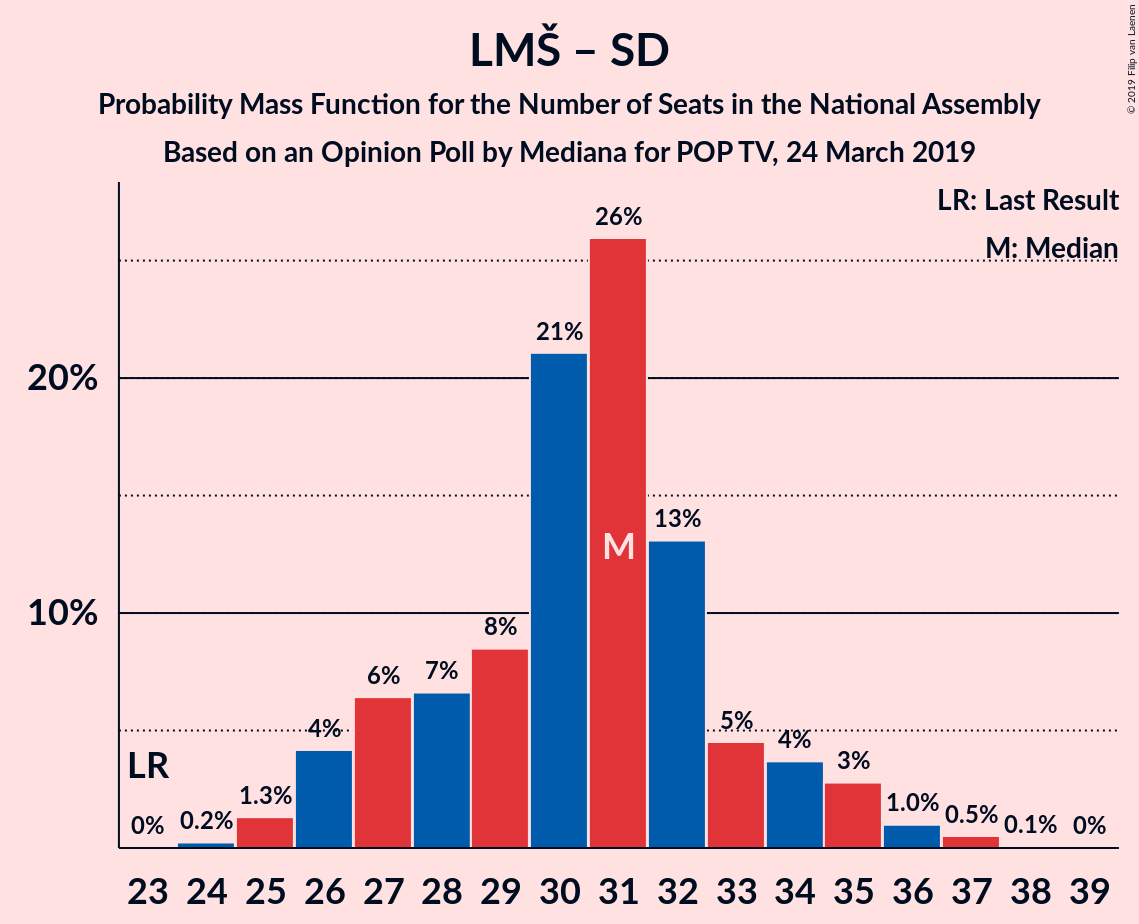 LMŠ – SD
Probability Mass Function for the Number of Seats in the National Assembly
Based on an Opinion Poll by Mediana for POP TV, 24 March 2019
© 2019 Filip van Laenen
LR: Last Result
M: Median
20%
10%
LR
0%
0.2%
1.3%
4%
6%
7%
8%
21%
26%
M
13%
5%
4%
3%
1.0%
0.5%
0.1%
0%
23 24 25 26 27 28 29 30 31 32 33 34 35 36 37 38 39